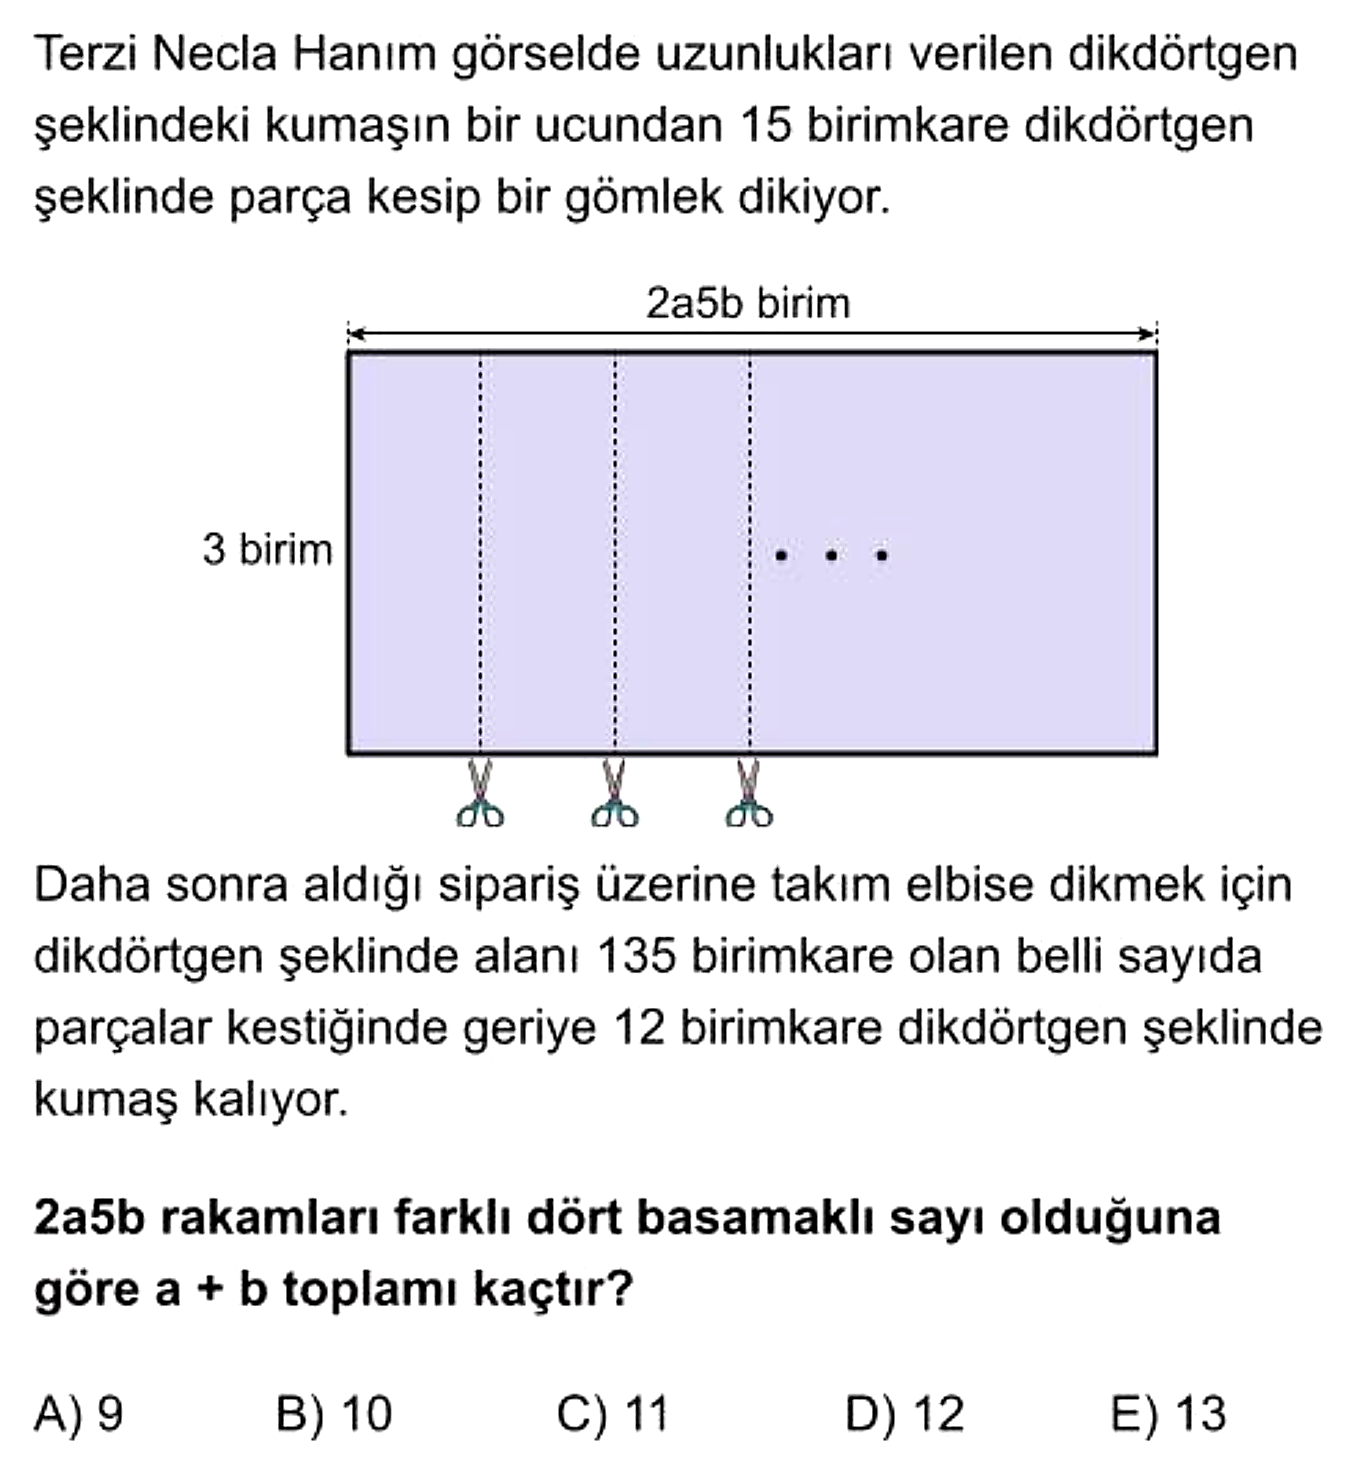 Terzi Necla Hanım görselde uzunlukları verilen dikdörtgen
şeklindeki kumaşın bir ucundan 15 birimkare dikdörtgen
şeklinde parça kesip bir gömlek dikiyor.
2a5b birim
3 birim
Daha sonra aldığı sipariş üzerine takım elbise dikmek için
dikdörtgen şeklinde alanı 135 birimkare olan belli sayıda
parçalar kestiğinde geriye 12 birimkare dikdörtgen şeklinde
kumaş kalıyor.
2a5b rakamları farklı dört basamaklı sayı olduğuna
göre a + b toplamı kaçtır?
A) 9 B) 10 C) 11 D) 12 E) 13